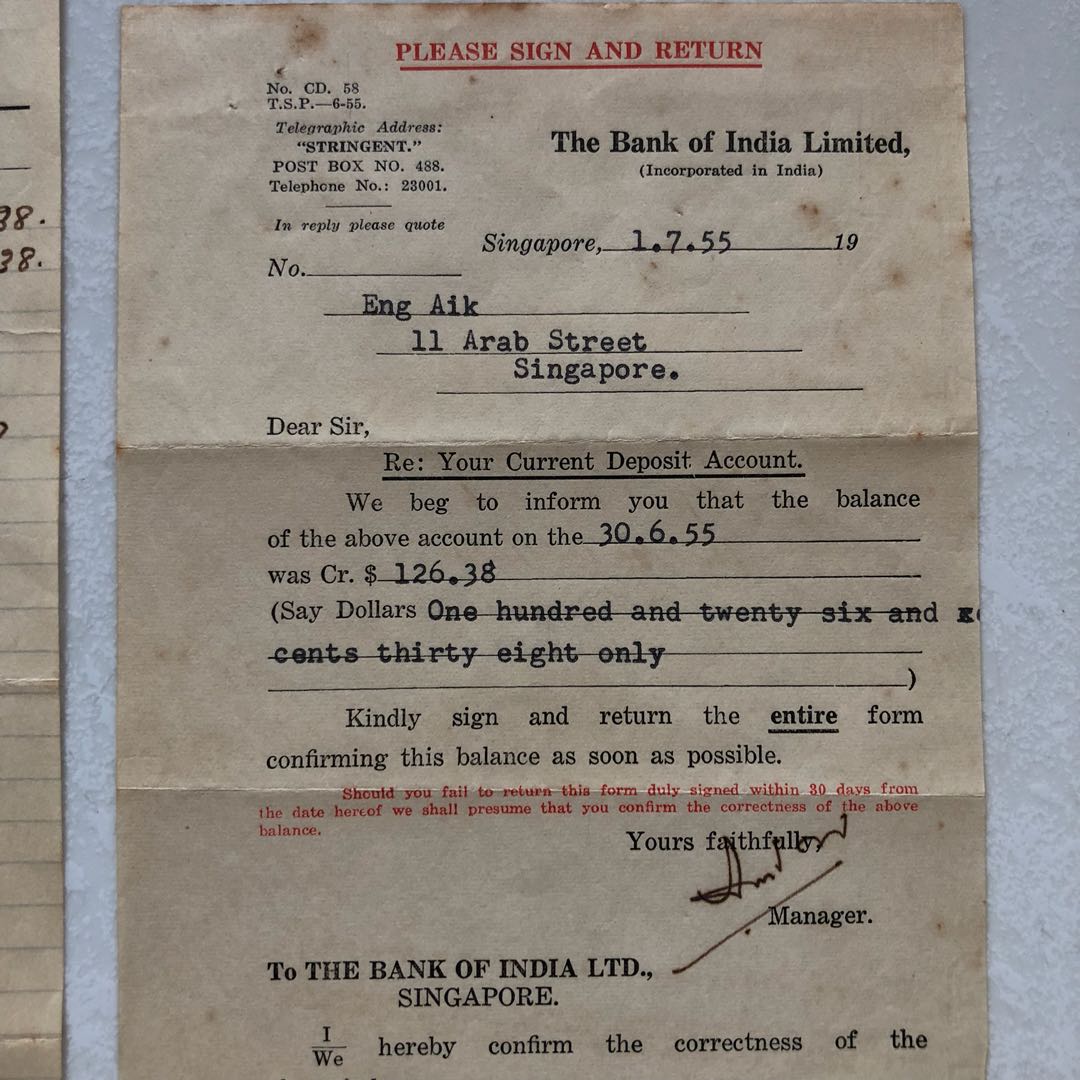 PLEASE SIGN AND RETURN
No. CD. 58
T.S.P.—6-55.
Telegraphic Address:
"STRINGENT."
POST BOX NO. 488.
Telephone No.: 23001.
The Bank of India Limited,
(Incorporated in India)
In reply please quote
No.
Singapore, 1.7.55 19
Eng Aik
11 Arab Street
Singapore.
Dear Sir,
Re: Your Current Deposit Account.
We beg to inform you that the balance
of the above account on the 30.6.55
was Cr. $ 126.38
(Say Dollars One hundred and twenty six and
cents thirty eight only
)
Kindly sign and return the entire form
confirming this balance as soon as possible.
Should you fail to return this form duly signed within 30 days from
the date hereof we shall presume that you confirm the correctness of the above
balance.
Yours faithfully,
Manager.
To THE BANK OF INDIA LTD.,
SINGAPORE.
I
We hereby confirm the correctness of the
38.
38.